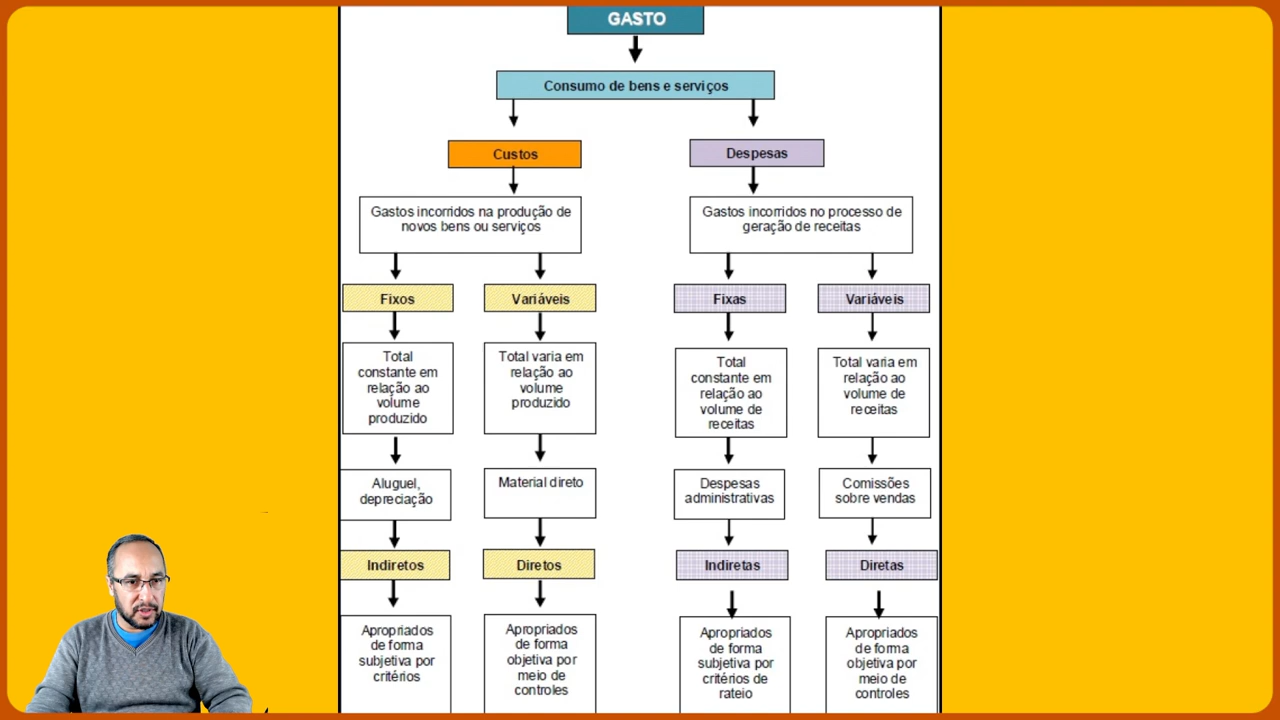 GASTO
Consumo de bens e serviços
Custos
Despesas
Gastos incorridos na produção de
novos bens ou serviços
Gastos incorridos no processo de
geração de receitas
Fixos
Variáveis
Fixas
Variáveis
Total
constante em
relação ao
volume
produzido
Total varia em
relação ao
volume
produzido
Total
constante em
relação ao
volume de
receitas
Total varia em
relação ao
volume de
receitas
Aluguel,
depreciação
Material direto
Despesas
administrativas
Comissões
sobre vendas
Indiretos
Diretos
Indiretas
Diretas
Apropriados
de forma
subjetiva por
critérios
Apropriados
de forma
objetiva por
meio de
controles
Apropriados
de forma
subjetiva por
critérios de
rateio
Apropriados
de forma
objetiva por
meio de
controles